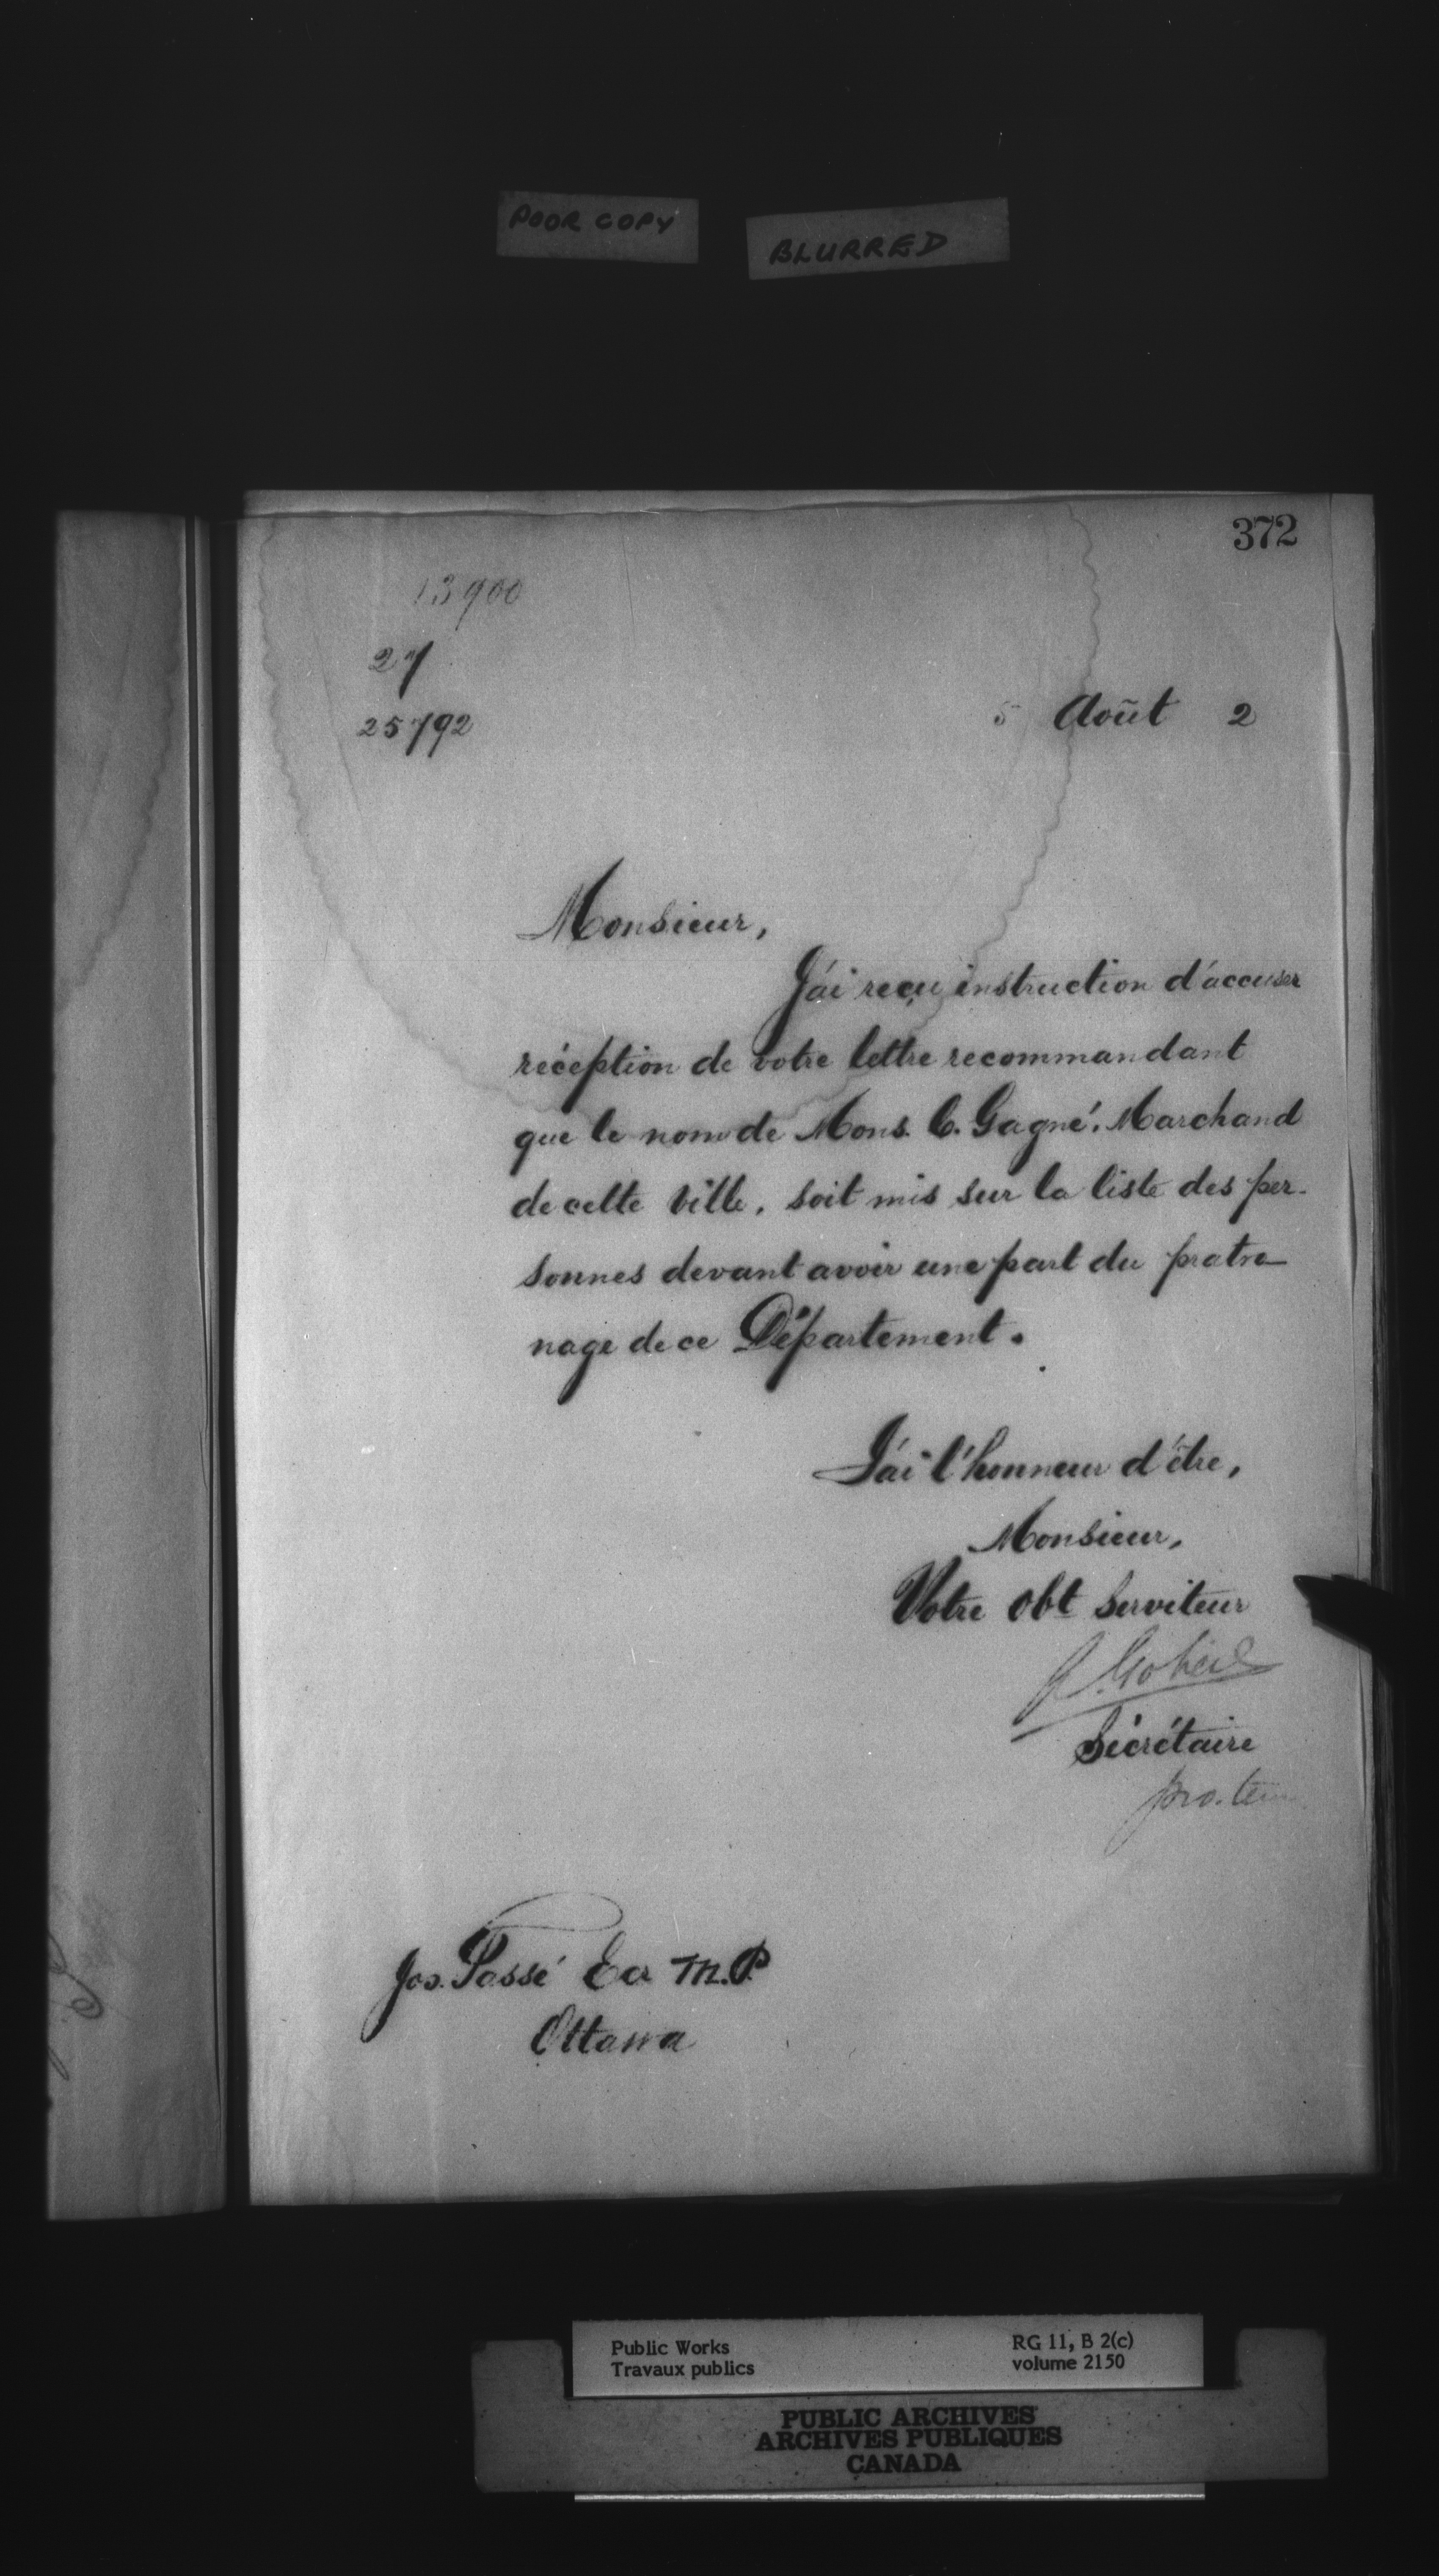 POOR COPY
BLURRED
372
13900
27
25792
5 Août 2
Monsieur,
J'ai reçu instruction d'accuser
réception de votre lettre recommandant
que le nom de Mons. C. Gagné, Marchand
de cette ville, soit mis sur la liste des per-
sonnes devant avoir une part du patro-
nage de ce Département.
J'ai l'honneur d'être,
Monsieur,
Votre Obt Serviteur
A. Gobeil
Sécrétaire
pro. tem
Jos. Tassé Ecr M.P.
Ottawa
Public Works
Travaux publics
RG 11, B 2(c)
volume 2150
PUBLIC ARCHIVES
ARCHIVES PUBLIQUES
CANADA